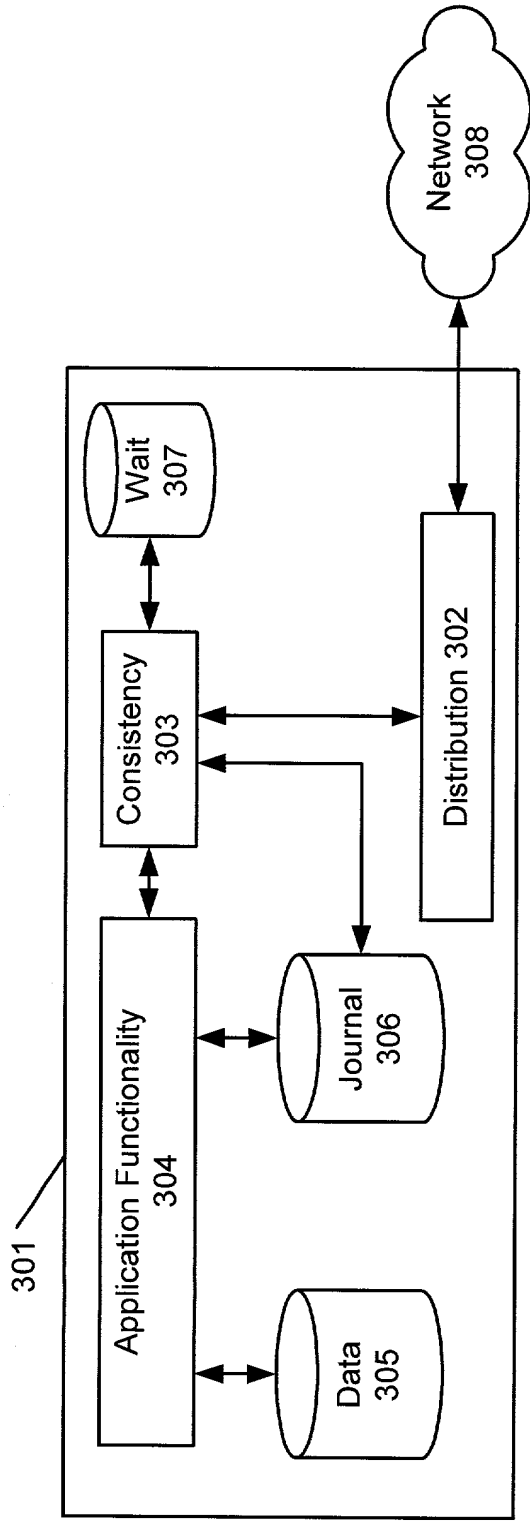 301
Application Functionality
304
Consistency
303
Wait
307
Data
305
Journal
306
Distribution 302
Network
308